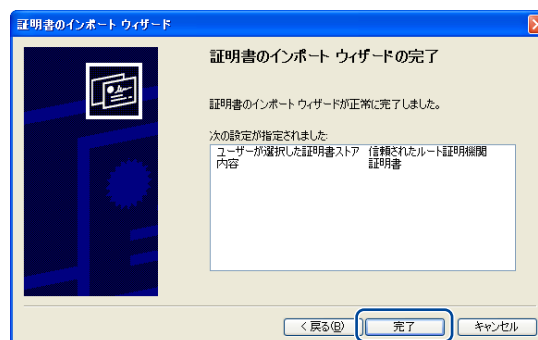 証明書のインポート ウィザード
証明書のインポート ウィザードの完了
証明書のインポート ウィザードが正常に完了しました。
次の設定が指定されました:
ユーザーが選択した証明書ストア 信頼されたルート証明機関
内容 証明書
< 戻る(B)
完了
キャンセル